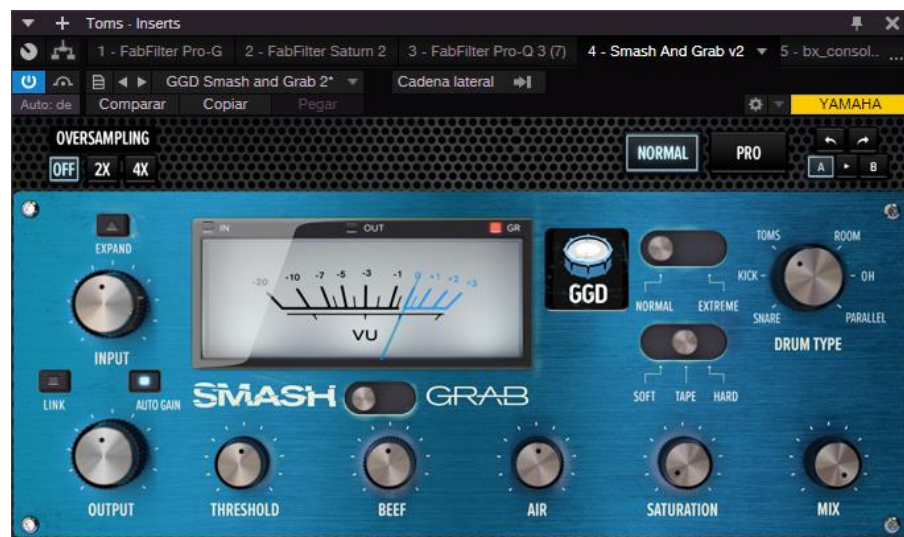 Toms - Inserts
1 - FabFilter Pro-G 2 - FabFilter Saturn 2 3 - FabFilter Pro-Q 3 (7) 4 - Smash And Grab v2 5 - bx_consol.. ...
GGD Smash and Grab 2* Cadena lateral
Auto: de Comparar Copiar Pegar YAMAHA
OVERSAMPLING
OFF 2X 4X
NORMAL PRO
A B
EXPAND
INPUT
LINK AUTO GAIN
OUTPUT
IN OUT GR
-20 -10 -7 -5 -3 -1 0 +1 +2 +3
VU
SMASH GRAB
GGD
NORMAL EXTREME
SOFT TAPE HARD
TOMS ROOM
KICK OH
SNARE PARALLEL
DRUM TYPE
THRESHOLD BEEF AIR SATURATION MIX